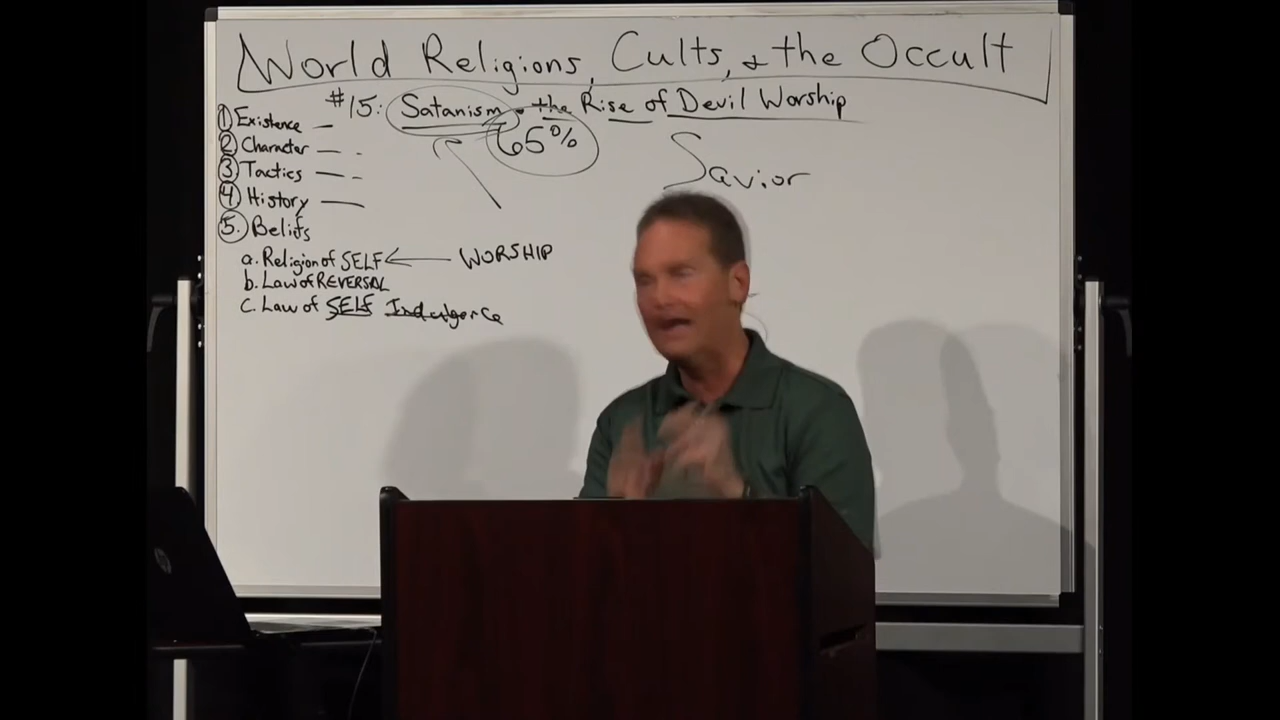 World Religions, Cults, & the Occult
#15: Satanism - the Rise of Devil Worship
65%
Savior
① Existence —
② Character — -
③ Tactics — -
④ History —
⑤. Beliefs
a. Religion of SELF ← WORSHIP
b. Law of REVERSAL
c. Law of SELF Indulgence